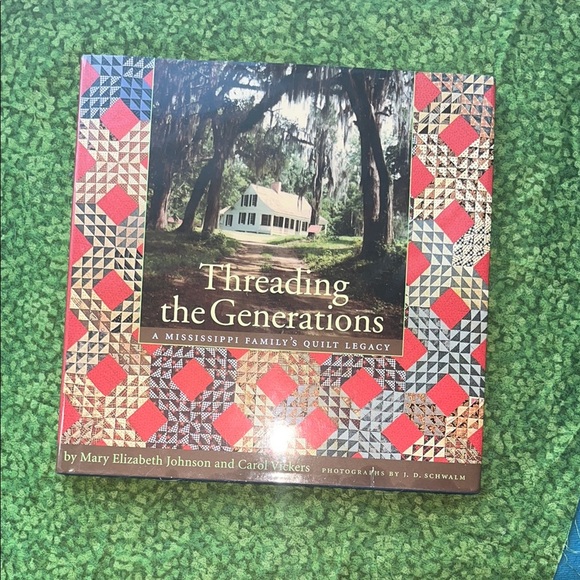 Threading
the Generations
A MISSISSIPPI FAMILY'S QUILT LEGACY
by Mary Elizabeth Johnson and Carol Vickers PHOTOGRAPHS BY J. D. SCHWALM